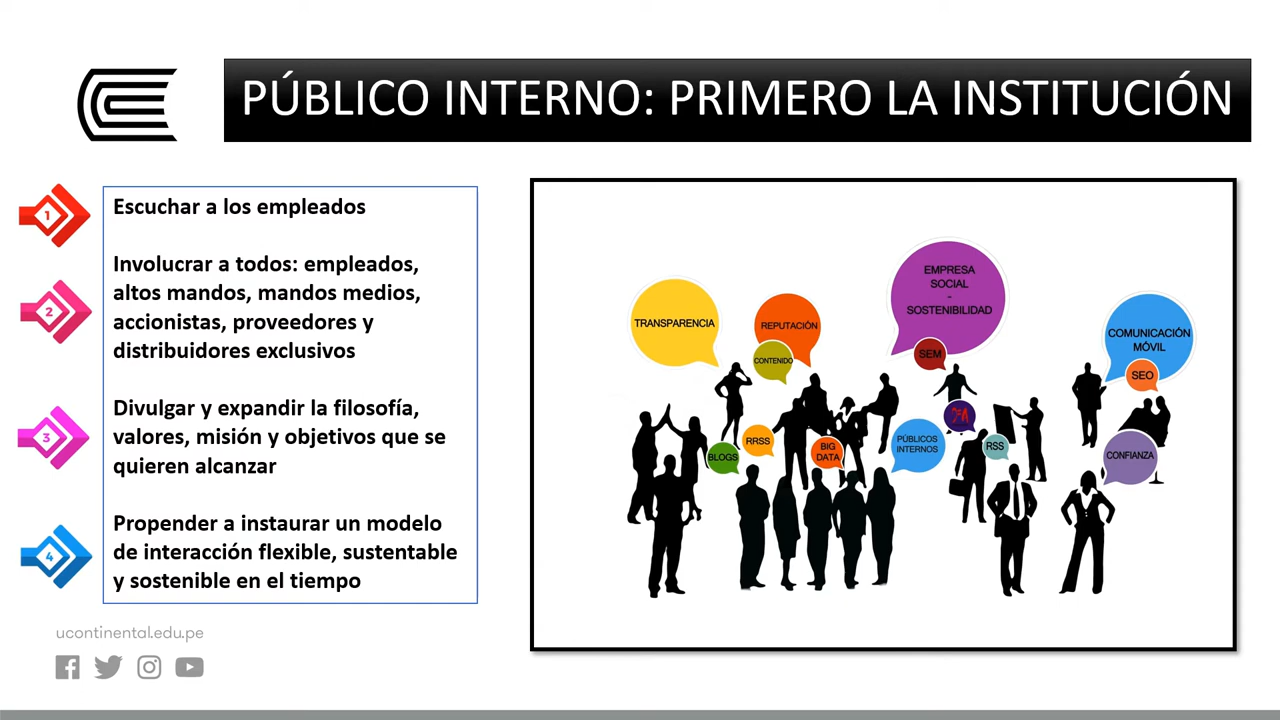 PÚBLICO INTERNO: PRIMERO LA INSTITUCIÓN
1
Escuchar a los empleados
2
Involucrar a todos: empleados,
altos mandos, mandos medios,
accionistas, proveedores y
distribuidores exclusivos
3
Divulgar y expandir la filosofía,
valores, misión y objetivos que se
quieren alcanzar
4
Propender a instaurar un modelo
de interacción flexible, sustentable
y sostenible en el tiempo
ucontinental.edu.pe
TRANSPARENCIA
REPUTACIÓN
CONTENIDO
EMPRESA
SOCIAL
-
SOSTENIBILIDAD
SEM
COMUNICACIÓN
MÓVIL
SEO
BLOGS
RRSS
BIG
DATA
PÚBLICOS
INTERNOS
RSS
CONFIANZA